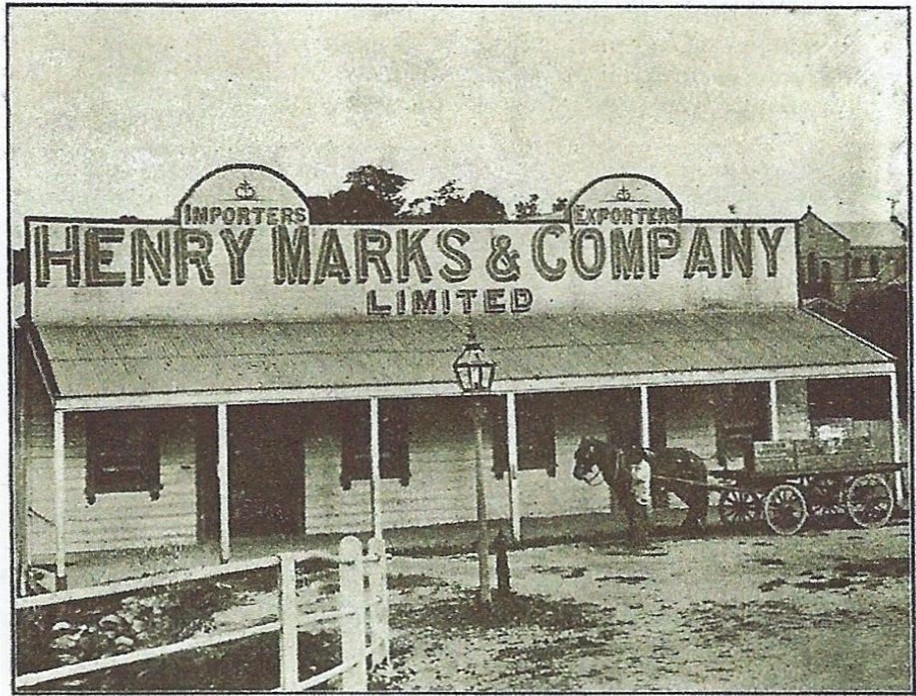 IMPORTERS
EXPORTERS
HENRY MARKS & COMPANY
LIMITED